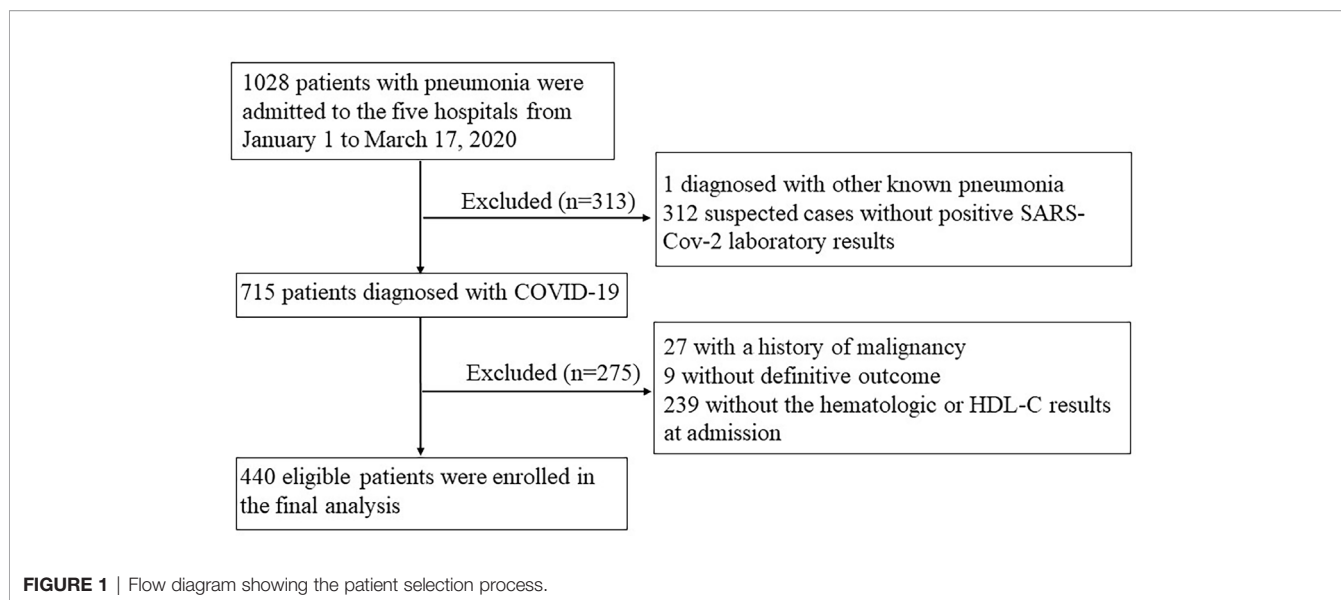 1028 patients with pneumonia were
admitted to the five hospitals from
January 1 to March 17, 2020
Excluded (n=313)
1 diagnosed with other known pneumonia
312 suspected cases without positive SARS-
Cov-2 laboratory results
715 patients diagnosed with COVID-19
Excluded (n=275)
27 with a history of malignancy
9 without definitive outcome
239 without the hematologic or HDL-C results
at admission
440 eligible patients were enrolled in
the final analysis
FIGURE 1 | Flow diagram showing the patient selection process.